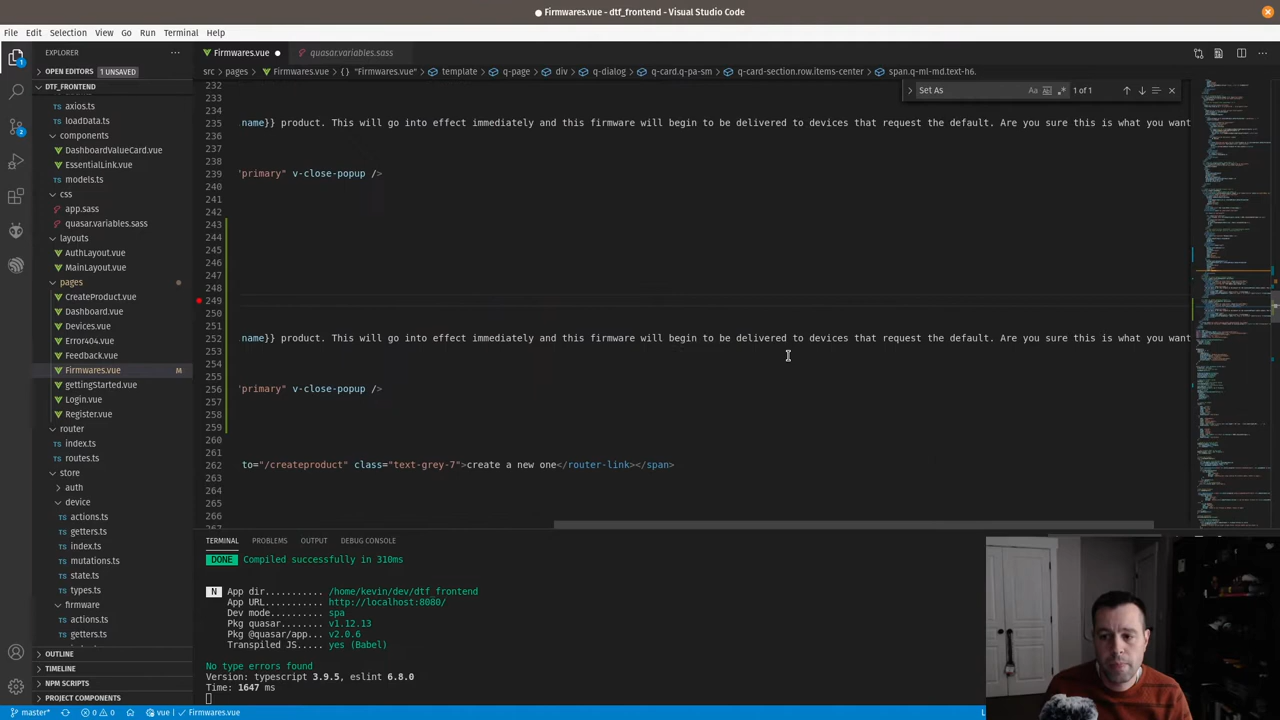 ● Firmwares.vue - dtf_frontend - Visual Studio Code
File Edit Selection View Go Run Terminal Help
EXPLORER ···
Firmwares.vue ●
quasar.variables.sass
OPEN EDITORS 1 UNSAVED
src > pages > Firmwares.vue > {} "Firmwares.vue" > template > q-page > div > q-dialog > q-card.q-pa-sm > q-card-section.row.items-center > span.q-ml-md.text-h6.
DTF_FRONTEND
axios.ts
loadData.ts
components
DashboardValueCard.vue
EssentialLink.vue
models.ts
css
app.sass
quasar.variables.sass
layouts
AuthLayout.vue
MainLayout.vue
pages
CreateProduct.vue
Dashboard.vue
Devices.vue
Error404.vue
Feedback.vue
Firmwares.vue M
gettingStarted.vue
Login.vue
Register.vue
router
index.ts
routes.ts
store
auth
device
actions.ts
getters.ts
index.ts
mutations.ts
state.ts
types.ts
firmware
actions.ts
getters.ts
OUTLINE
TIMELINE
NPM SCRIPTS
PROJECT COMPONENTS
Set As
Aa
1 of 1
232
233
234
235 name}} product. This will go into effect immediately and this firmware will begin to be delivered to devices that request the default. Are you sure this is what you want
236
237
238
239 'primary" v-close-popup />
240
241
242
243
244
245
246
247
248
249
250
251
252 name}} product. This will go into effect immediately and this firmware will begin to be delivered to devices that request the default. Are you sure this is what you want
253
254
255
256 'primary" v-close-popup />
257
258
259
260
261
262 to="/createproduct" class="text-grey-7">create a new one</router-link></span>
263
264
265
266
267
TERMINAL PROBLEMS OUTPUT DEBUG CONSOLE
DONE Compiled successfully in 310ms
N App dir.......... /home/kevin/dev/dtf_frontend
App URL.......... http://localhost:8080/
Dev mode......... spa
Pkg quasar....... v1.12.13
Pkg @quasar/app... v2.0.6
Transpiled JS..... yes (Babel)
No type errors found
Version: typescript 3.9.5, eslint 6.8.0
Time: 1647 ms
master* 0 0 vue Firmwares.vue